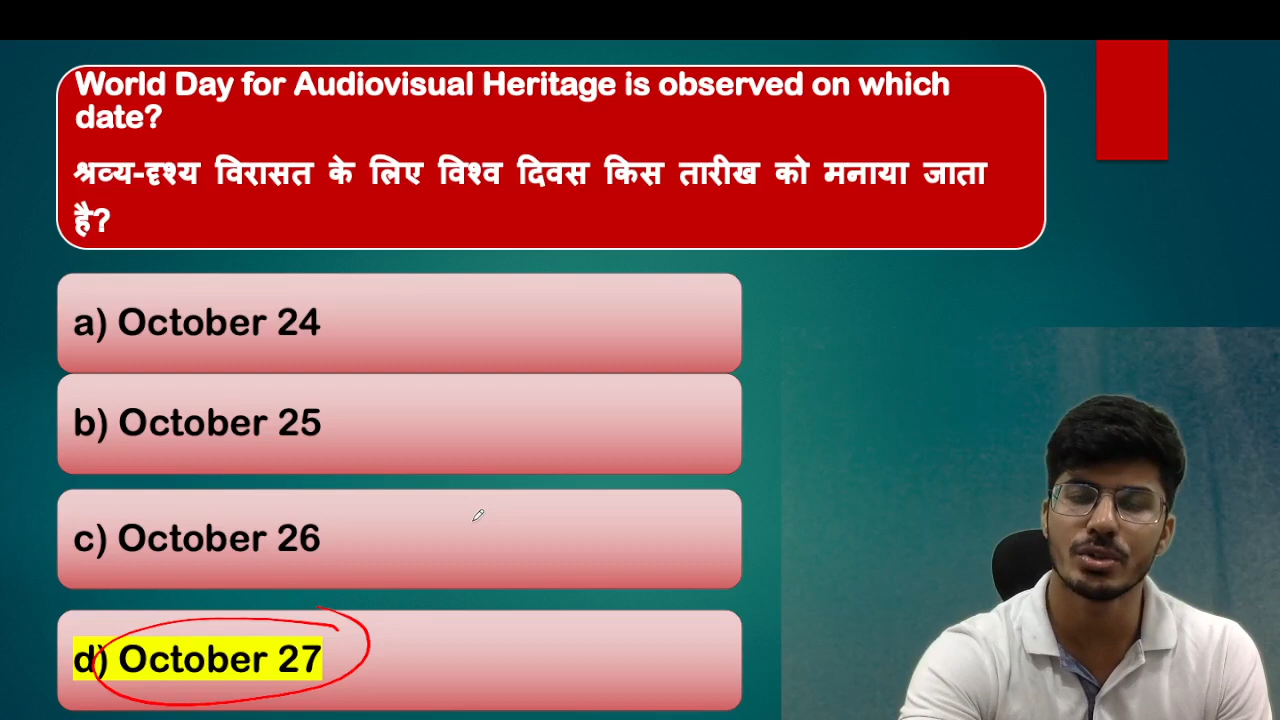 World Day for Audiovisual Heritage is observed on which
date?
श्रव्य-दृश्य विरासत के लिए विश्व दिवस किस तारीख को मनाया जाता
है?
a) October 24
b) October 25
c) October 26
d) October 27